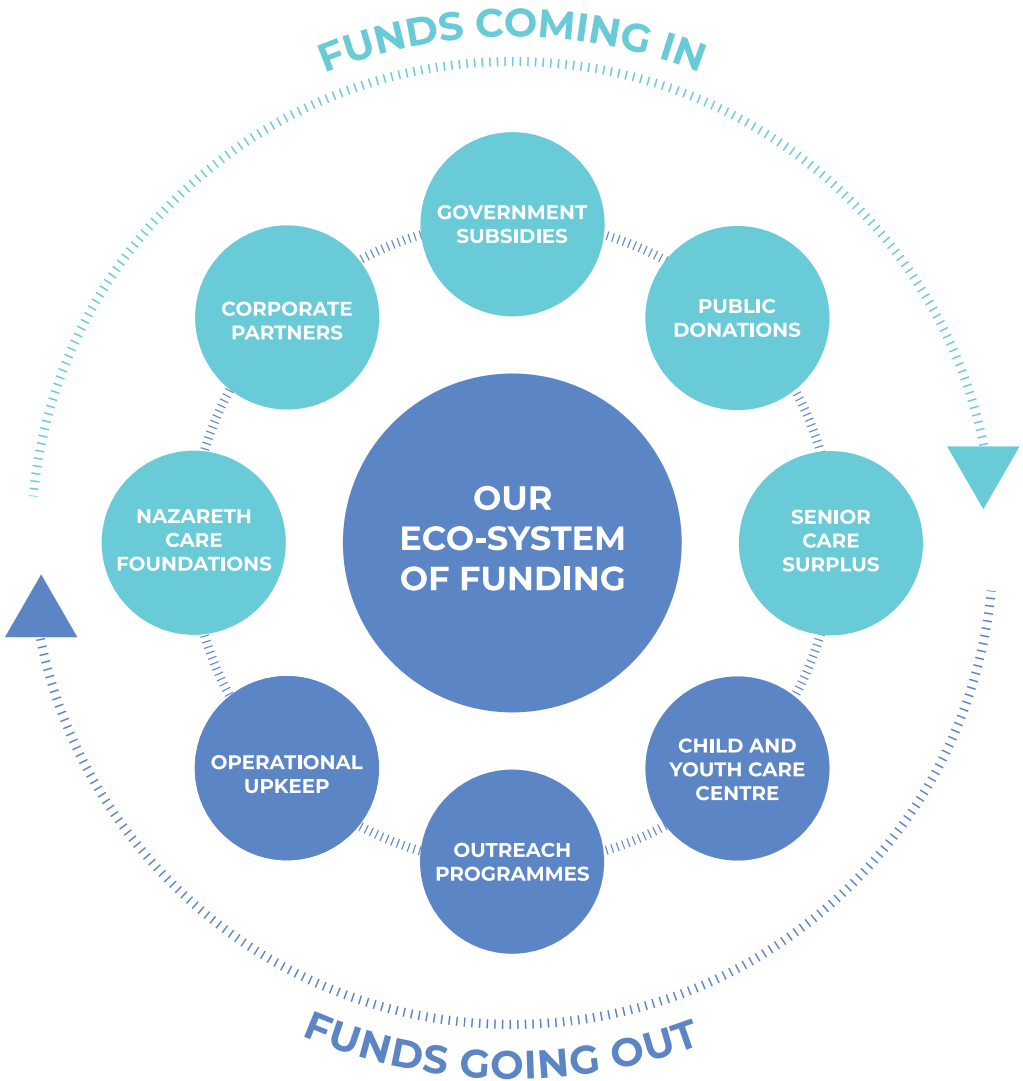 FUNDS COMING IN
GOVERNMENT
SUBSIDIES
CORPORATE
PARTNERS
PUBLIC
DONATIONS
NAZARETH
CARE
FOUNDATIONS
OUR
ECO-SYSTEM
OF FUNDING
SENIOR
CARE
SURPLUS
OPERATIONAL
UPKEEP
CHILD AND
YOUTH CARE
CENTRE
OUTREACH
PROGRAMMES
FUNDS GOING OUT